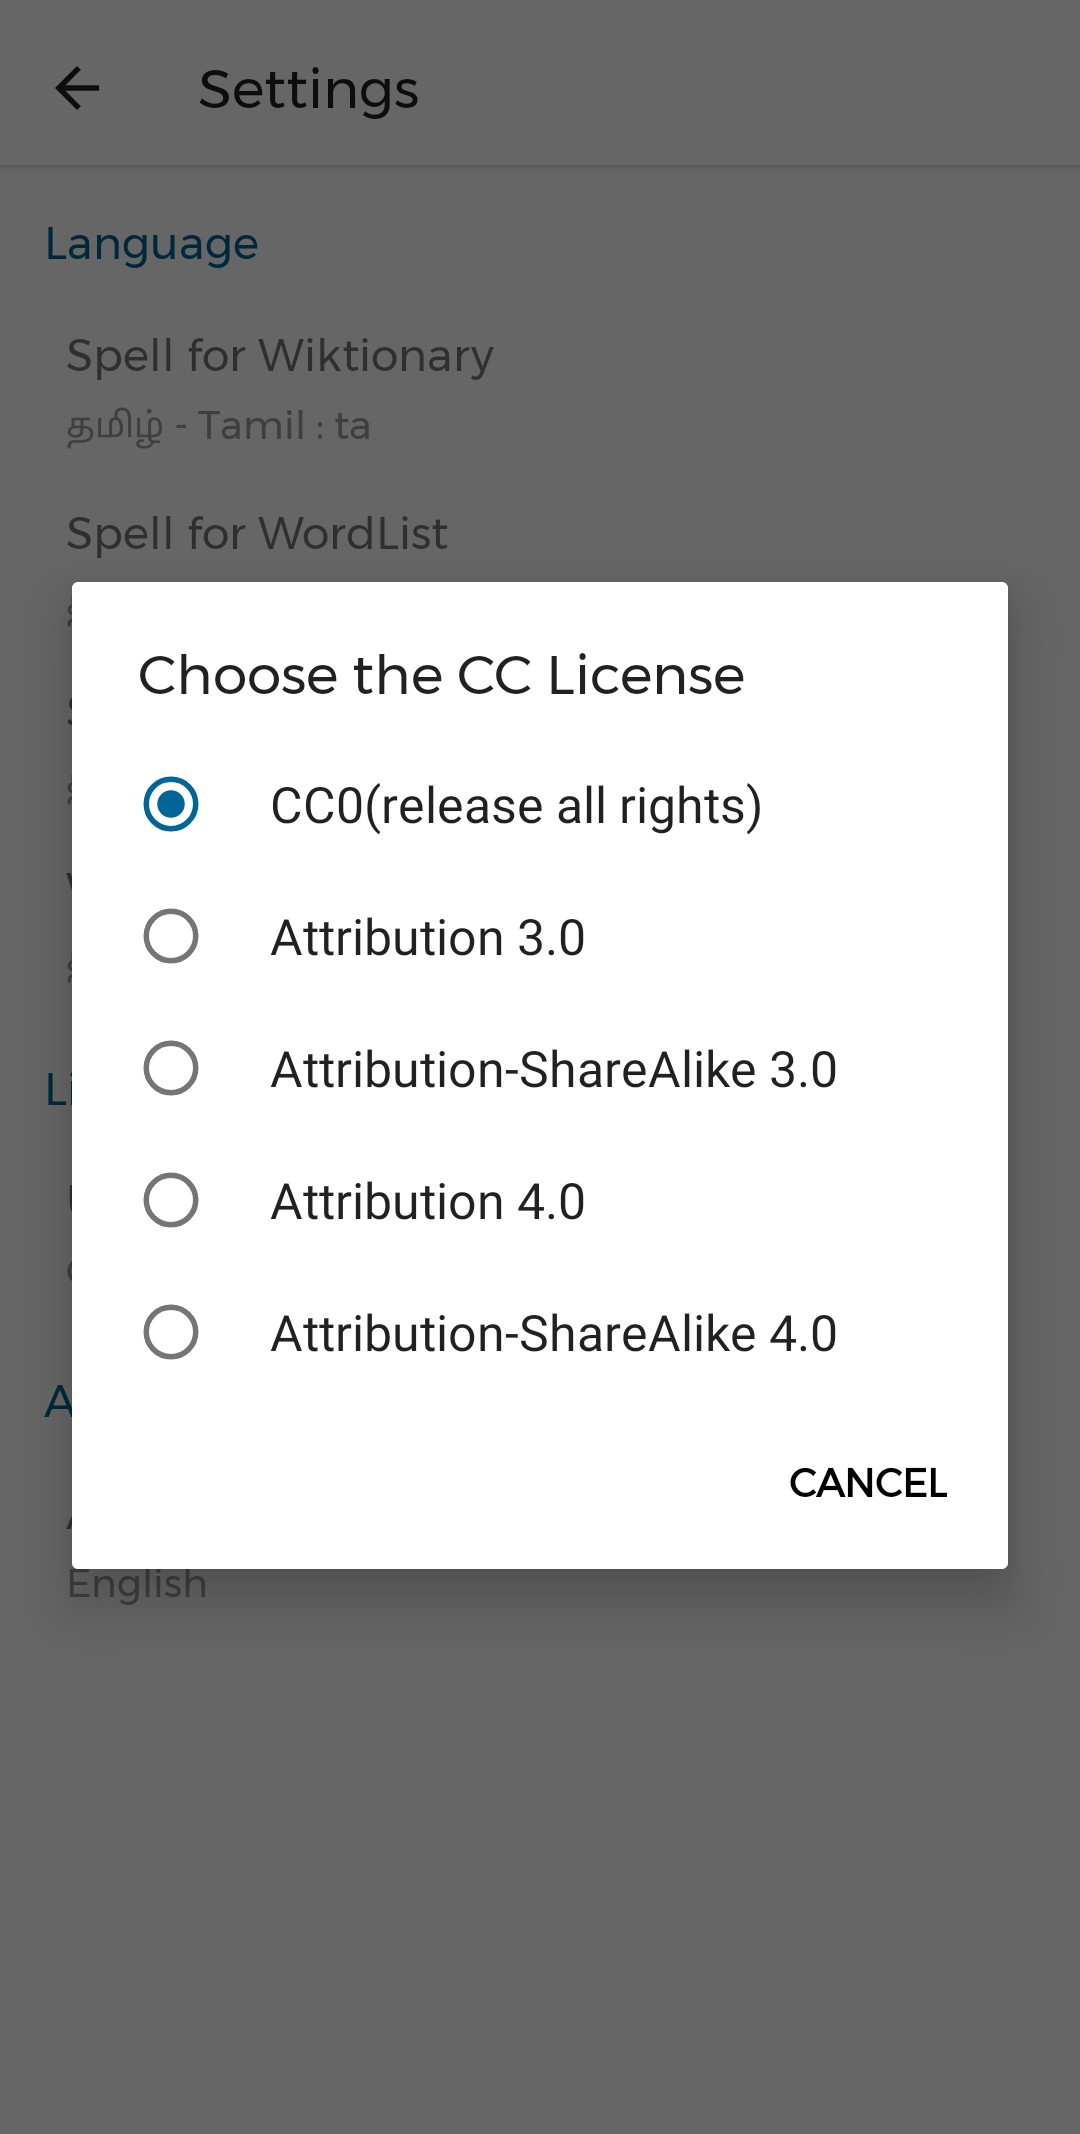 Settings
Language
Spell for Wiktionary
தமிழ் - Tamil : ta
Spell for WordList
Choose the CC License
CC0(release all rights)
Attribution 3.0
Attribution-ShareAlike 3.0
Attribution 4.0
Attribution-ShareAlike 4.0
CANCEL
English